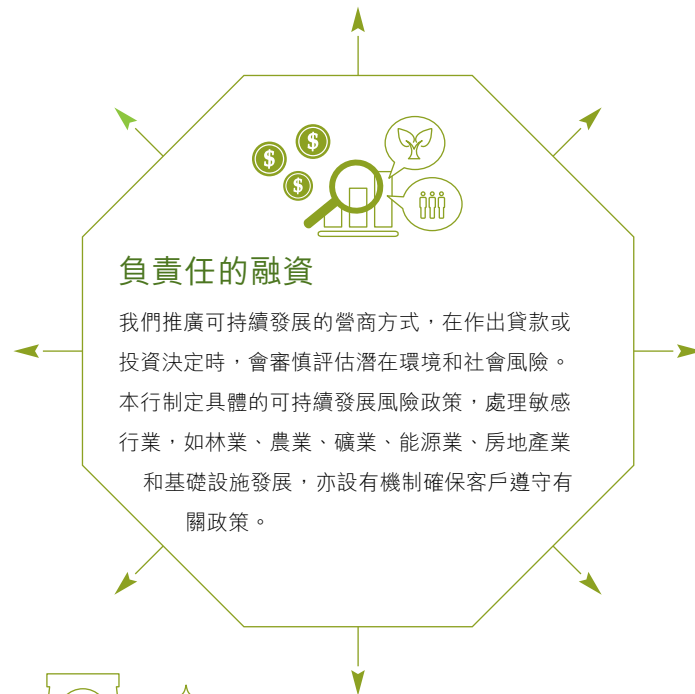 $
$
$
負責任的融資
我們推廣可持續發展的營商方式，在作出貸款或
投資決定時，會審慎評估潛在環境和社會風險。
本行制定具體的可持續發展風險政策，處理敏感
行業，如林業、農業、礦業、能源業、房地產業
和基礎設施發展，亦設有機制確保客戶遵守有
關政策。